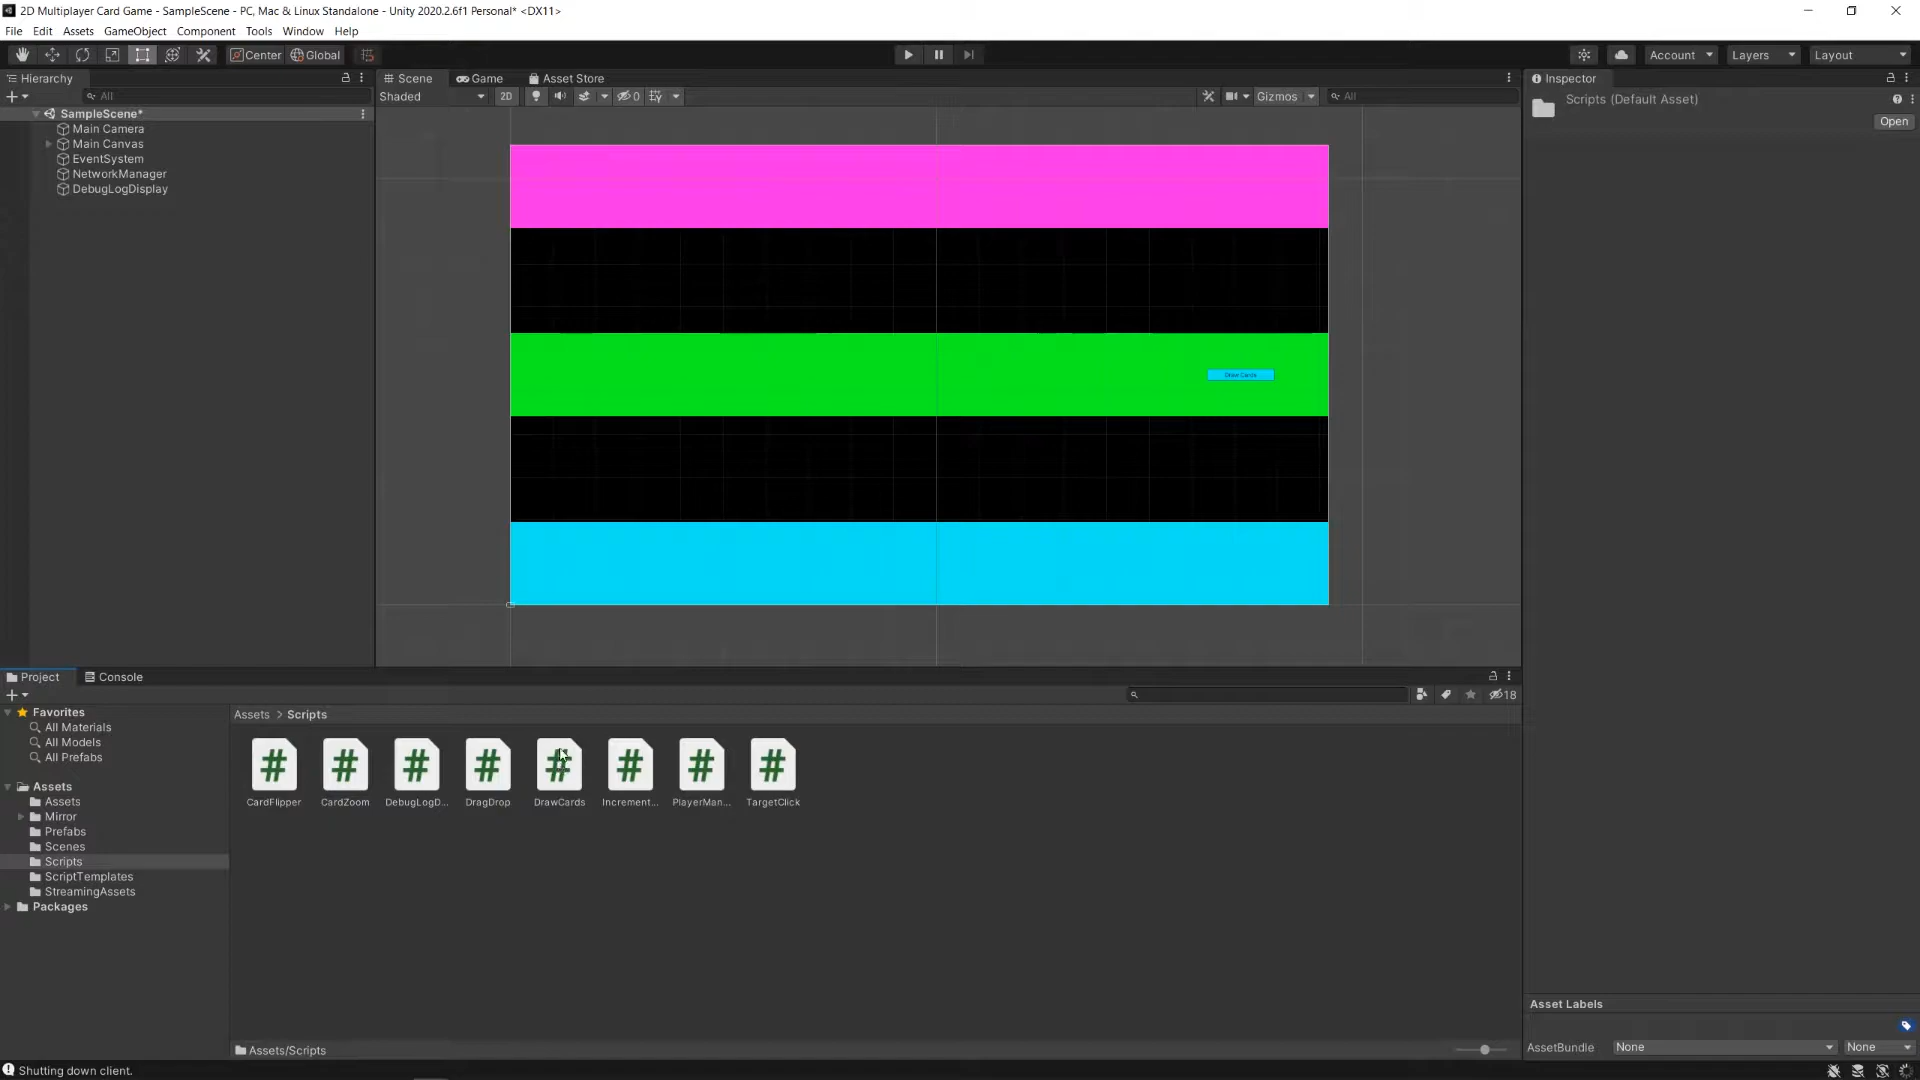 2D Multiplayer Card Game - SampleScene - PC, Mac & Linux Standalone - Unity 2020.2.6f1 Personal* <DX11>
File Edit Assets GameObject Component Tools Window Help
Center Global
Account Layers Layout
Hierarchy
All
SampleScene*
Main Camera
Main Canvas
EventSystem
NetworkManager
DebugLogDisplay
Scene Game Asset Store
Shaded 2D 0 Gizmos All
Draw Cards
Inspector
Scripts (Default Asset)
Open
Project Console
18
Favorites
All Materials
All Models
All Prefabs
Assets
Assets
Mirror
Prefabs
Scenes
Scripts
ScriptTemplates
StreamingAssets
Packages
Assets > Scripts
# # # # # # # #
CardFlipper CardZoom DebugLogD... DragDrop DrawCards Increment... PlayerMan... TargetClick
Assets/Scripts
Asset Labels
AssetBundle None None
Shutting down client.